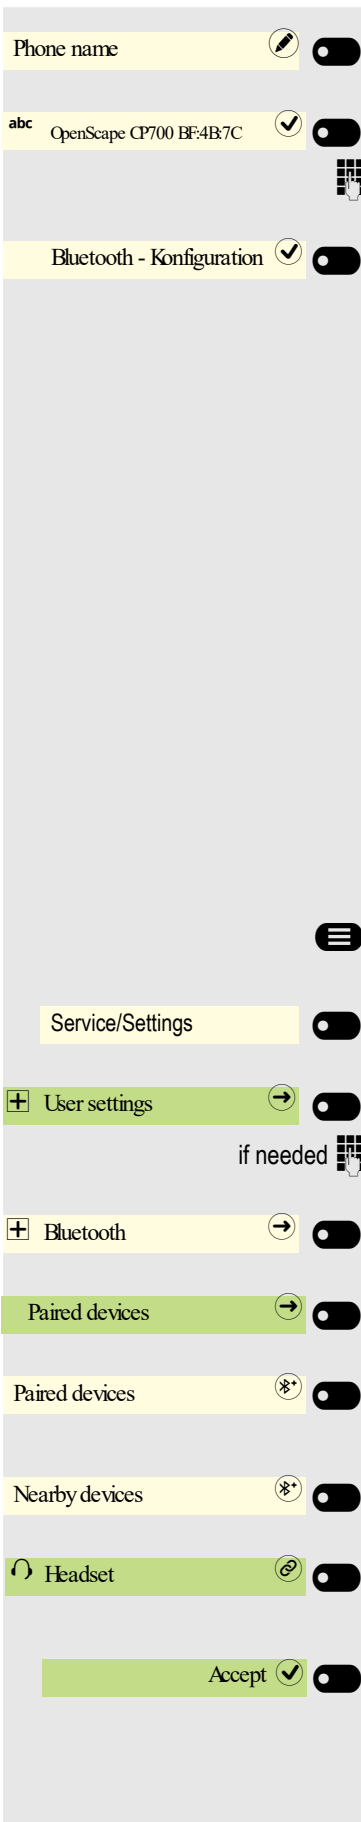 Phone name
abc
OpenScape CP700 BF:4B:7C
Bluetooth - Konfiguration
Service/Settings
User settings
if needed
Bluetooth
Paired devices
Paired devices
Nearby devices
Headset
Accept